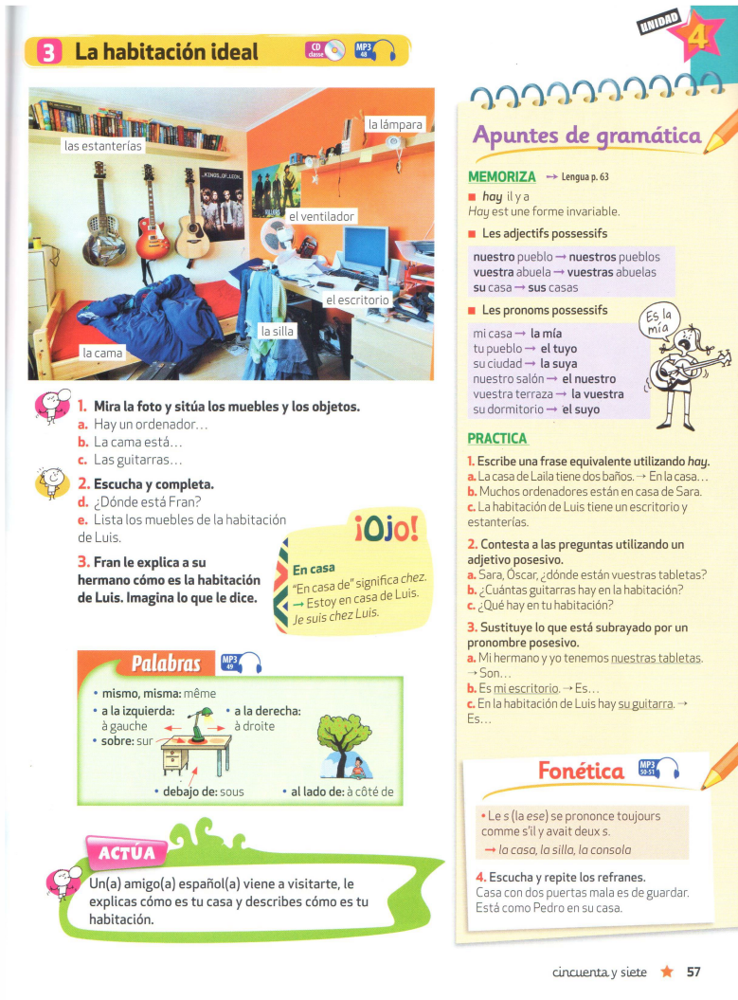 UNIDAD
4
3 La habitación ideal
CD
classe
MP3
48
las estanterías
la lámpara
KINGS_OF_LEON
el ventilador
el escritorio
la silla
la cama
1. Mira la foto y sitúa los muebles y los objetos.
a. Hay un ordenador...
b. La cama está...
c. Las guitarras...
2. Escucha y completa.
d. ¿Dónde está Fran?
e. Lista los muebles de la habitación
de Luis.
3. Fran le explica a su
hermano cómo es la habitación
de Luis. Imagina lo que le dice.
¡Ojo!
En casa
"En casa de" significa chez.
→ Estoy en casa de Luis.
Je suis chez Luis.
Palabras
MP3
49
• mismo, misma: même
• a la izquierda:
à gauche
• a la derecha:
à droite
• sobre: sur
• debajo de: sous
• al lado de: à côté de
ACTÚA
Un(a) amigo(a) español(a) viene a visitarte, le
explicas cómo es tu casa y describes cómo es tu
habitación.
Apuntes de gramática
MEMORIZA → Lengua p. 63
■ hay il y a
Hay est une forme invariable.
■ Les adjectifs possessifs
nuestro pueblo → nuestros pueblos
vuestra abuela → vuestras abuelas
su casa → sus casas
■ Les pronoms possessifs
mi casa → la mía
tu pueblo → el tuyo
su ciudad → la suya
nuestro salón → el nuestro
vuestra terraza → la vuestra
su dormitorio → el suyo
Es la
mía
PRACTICA
1. Escribe una frase equivalente utilizando hay.
a. La casa de Laila tiene dos baños. → En la casa...
b. Muchos ordenadores están en casa de Sara.
c. La habitación de Luis tiene un escritorio y
estanterías.
2. Contesta a las preguntas utilizando un
adjetivo posesivo.
a. Sara, Óscar, ¿dónde están vuestras tabletas?
b. ¿Cuántas guitarras hay en la habitación?
c. ¿Qué hay en tu habitación?
3. Sustituye lo que está subrayado por un
pronombre posesivo.
a. Mi hermano y yo tenemos nuestras tabletas.
→ Son...
b. Es mi escritorio. → Es...
c. En la habitación de Luis hay su guitarra. →
Es...
Fonética
MP3
50-51
• Le s (la ese) se prononce toujours
comme s'il y avait deux s.
→ la casa, la silla, la consola
4. Escucha y repite los refranes.
Casa con dos puertas mala es de guardar.
Está como Pedro en su casa.
cincuenta y siete ★ 57